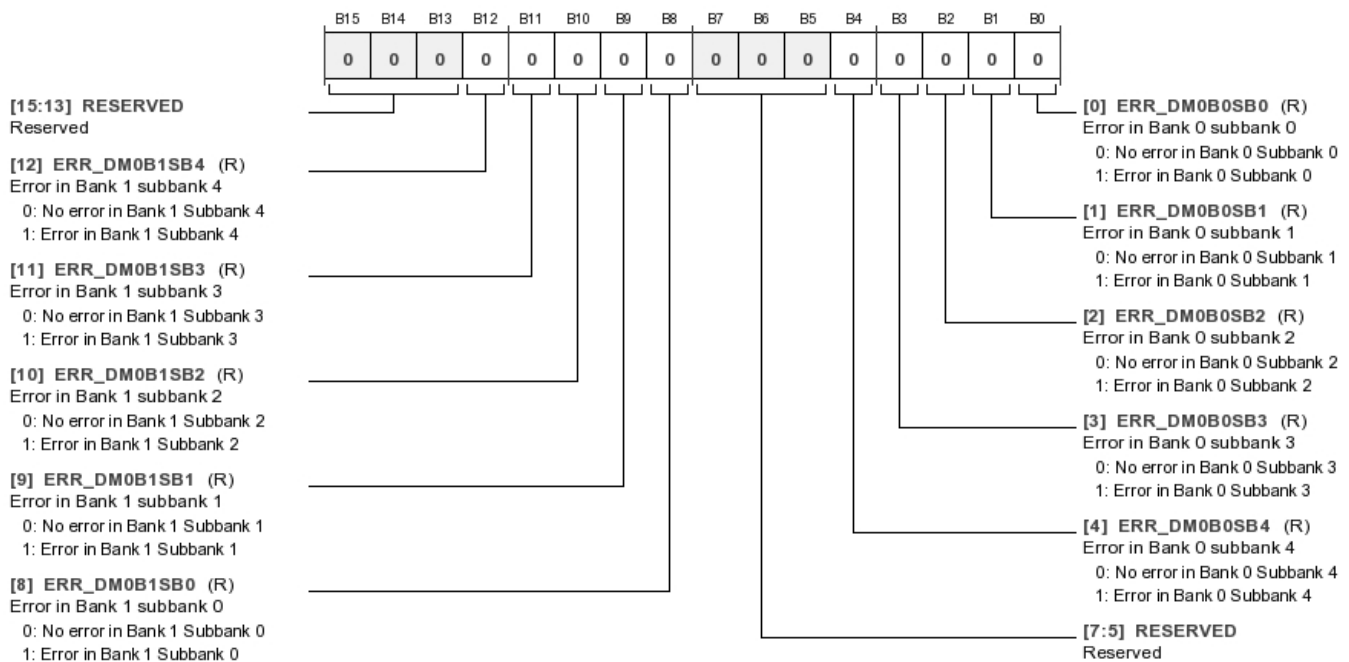 B15 B14 B13 B12 B11 B10 B9 B8 B7 B6 B5 B4 B3 B2 B1 B0
0 0 0 0 0 0 0 0 0 0 0 0 0 0 0 0
[15:13] RESERVED
Reserved
[12] ERR_DM0B1SB4 (R)
Error in Bank 1 subbank 4
0: No error in Bank 1 Subbank 4
1: Error in Bank 1 Subbank 4
[11] ERR_DM0B1SB3 (R)
Error in Bank 1 subbank 3
0: No error in Bank 1 Subbank 3
1: Error in Bank 1 Subbank 3
[10] ERR_DM0B1SB2 (R)
Error in Bank 1 subbank 2
0: No error in Bank 1 Subbank 2
1: Error in Bank 1 Subbank 2
[9] ERR_DM0B1SB1 (R)
Error in Bank 1 subbank 1
0: No error in Bank 1 Subbank 1
1: Error in Bank 1 Subbank 1
[8] ERR_DM0B1SB0 (R)
Error in Bank 1 subbank 0
0: No error in Bank 1 Subbank 0
1: Error in Bank 1 Subbank 0
[0] ERR_DM0B0SB0 (R)
Error in Bank 0 subbank 0
0: No error in Bank 0 Subbank 0
1: Error in Bank 0 Subbank 0
[1] ERR_DM0B0SB1 (R)
Error in Bank 0 subbank 1
0: No error in Bank 0 Subbank 1
1: Error in Bank 0 Subbank 1
[2] ERR_DM0B0SB2 (R)
Error in Bank 0 subbank 2
0: No error in Bank 0 Subbank 2
1: Error in Bank 0 Subbank 2
[3] ERR_DM0B0SB3 (R)
Error in Bank 0 subbank 3
0: No error in Bank 0 Subbank 3
1: Error in Bank 0 Subbank 3
[4] ERR_DM0B0SB4 (R)
Error in Bank 0 subbank 4
0: No error in Bank 0 Subbank 4
1: Error in Bank 0 Subbank 4
[7:5] RESERVED
Reserved